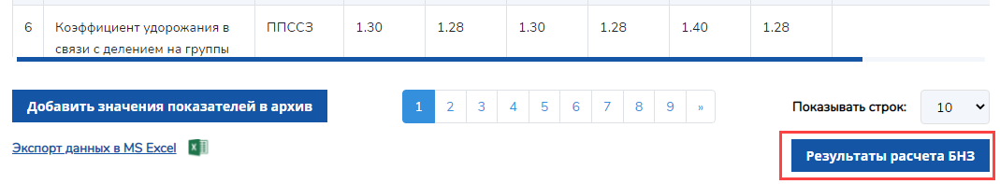 6 Коэффициент удорожания в ППССЗ 1.30 1.28 1.30 1.28 1.40 1.28
связи с делением на группы
Добавить значения показателей в архив 1 2 3 4 5 6 7 8 9 » Показывать строк: 10
Экспорт данных в MS Excel
Результаты расчета БНЗ